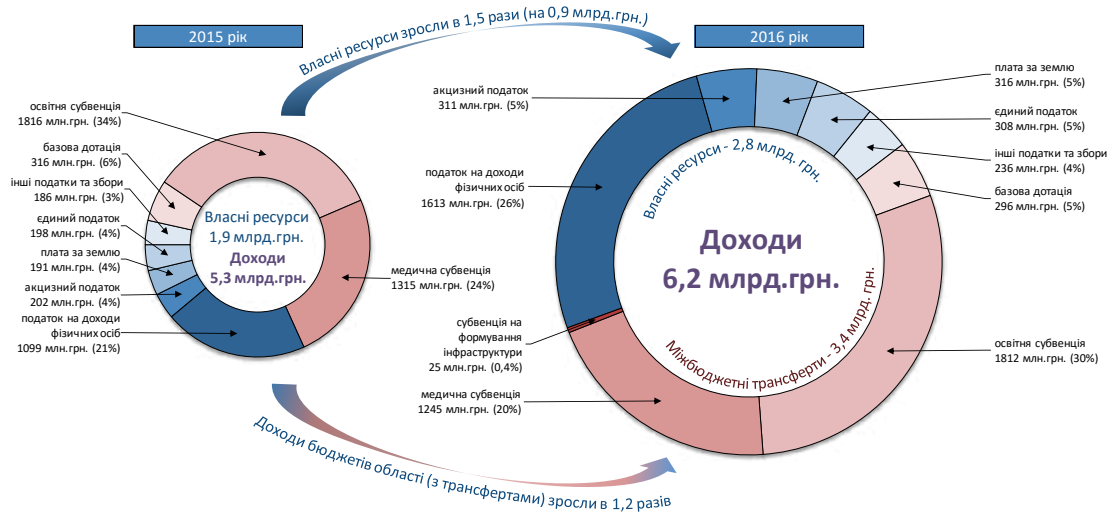 2015 рік
Власні ресурси зросли в 1,5 рази (на 0,9 млрд.грн.)
2016 рік
освітня субвенція
1816 млн.грн. (34%)
базова дотація
316 млн.грн. (6%)
інші податки та збори
186 млн.грн. (3%)
єдиний податок
198 млн.грн. (4%)
плата за землю
191 млн.грн. (4%)
акцизний податок
202 млн.грн. (4%)
податок на доходи
фізичних осіб
1099 млн.грн. (21%)
Власні ресурси
1,9 млрд.грн.
Доходи
5,3 млрд.грн.
медична субвенція
1315 млн.грн. (24%)
акцизний податок
311 млн.грн. (5%)
податок на доходи
фізичних осіб
1613 млн.грн. (26%)
субвенція на
формування
інфраструктури
25 млн.грн. (0,4%)
медична субвенція
1245 млн.грн. (20%)
Власні ресурси - 2,8 млрд. грн.
Доходи
6,2 млрд.грн.
Міжбюджетні трансферти - 3,4 млрд. грн.
плата за землю
316 млн.грн. (5%)
єдиний податок
308 млн.грн. (5%)
інші податки та збори
236 млн.грн. (4%)
базова дотація
296 млн.грн. (5%)
освітня субвенція
1812 млн.грн. (30%)
Доходи бюджетів області (з трансфертами) зросли в 1,2 разів